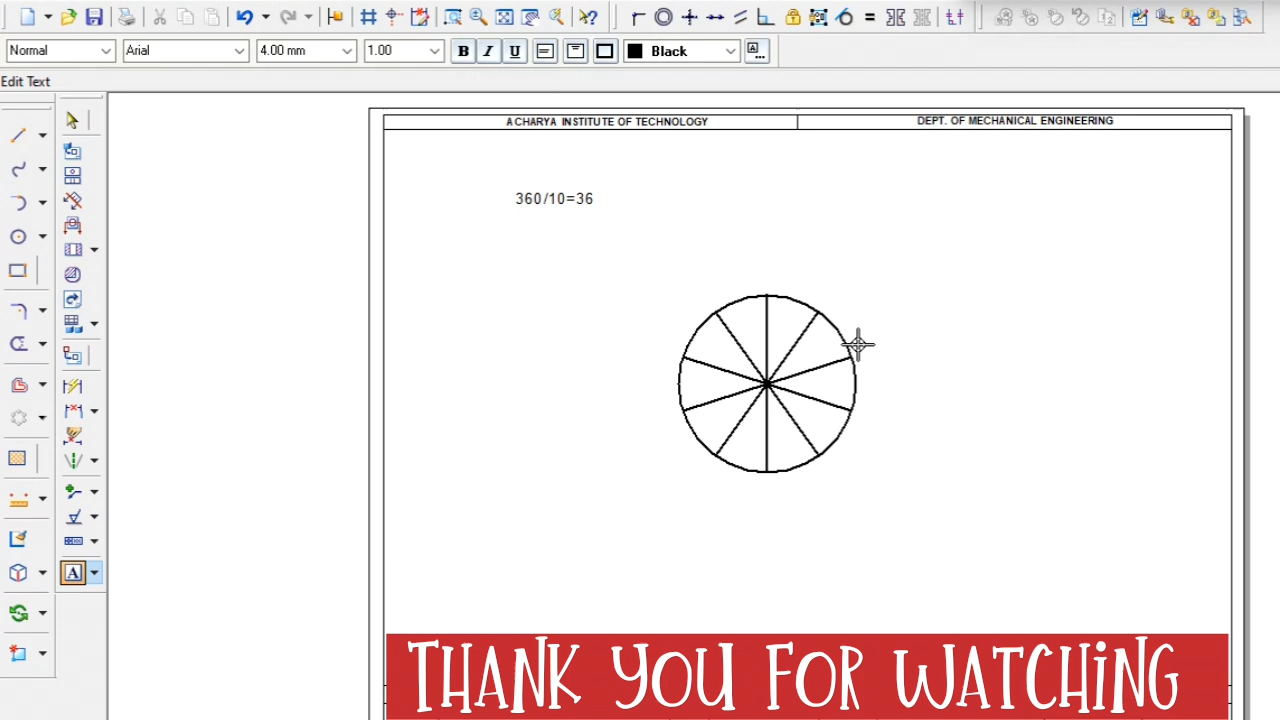 Normal
Arial
4.00 mm
1.00
B I U
Black
A...
Edit Text
ACHARYA INSTITUTE OF TECHNOLOGY
DEPT. OF MECHANICAL ENGINEERING
360/10=36
A
THANK YOU FOR WATCHING